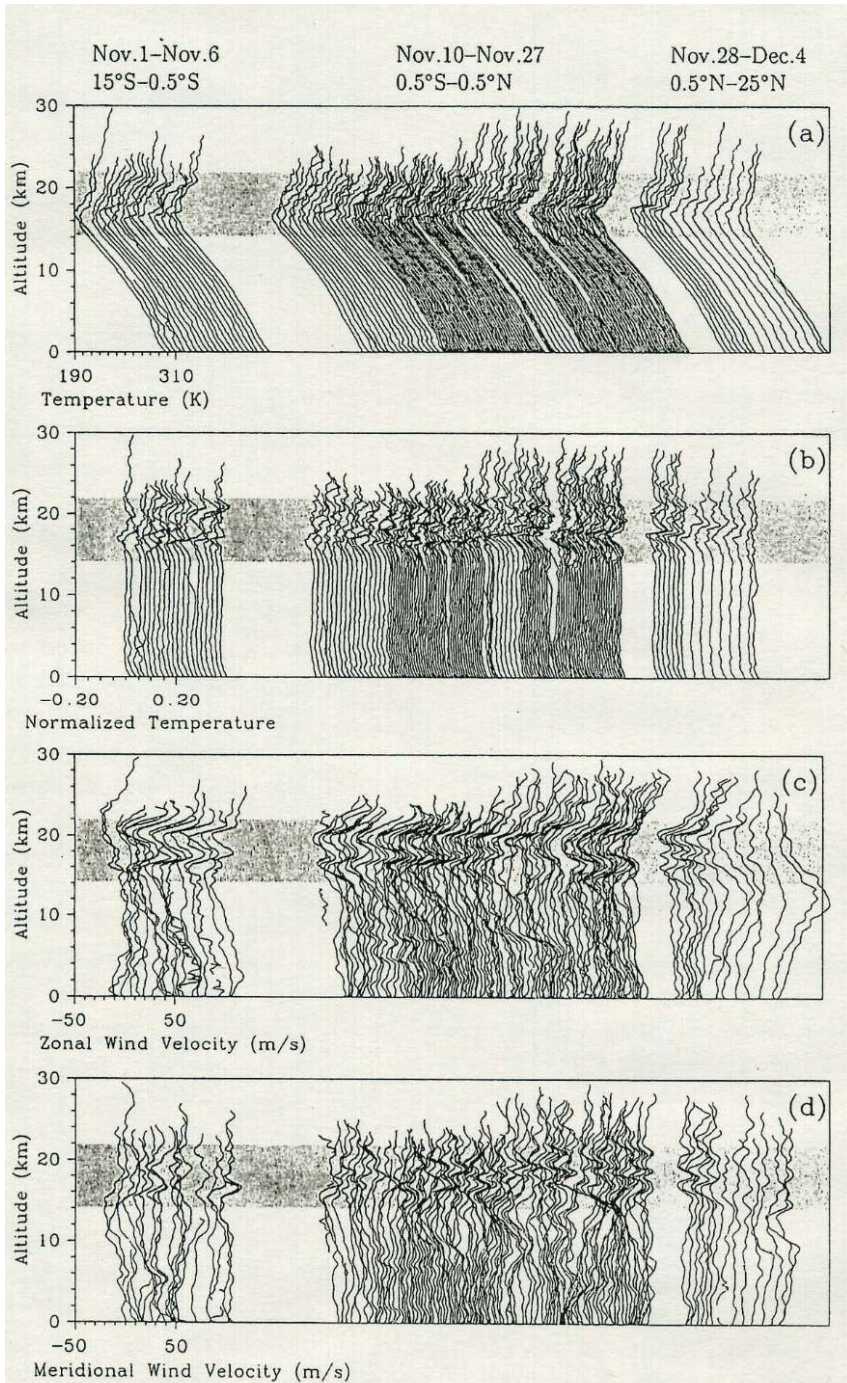 Nov.1−Nov.6 Nov.10−Nov.27 Nov.28−Dec.4
15°S−0.5°S 0.5°S−0.5°N 0.5°N−25°N
30
(a)
20
Altitude (km)
10
0
190 310
Temperature (K)
30
(b)
20
Altitude (km)
10
0
−0.20 0.20
Normalized Temperature
30
(c)
20
Altitude (km)
10
0
−50 50
Zonal Wind Velocity (m/s)
30
(d)
20
Altitude (km)
10
0
−50 50
Meridional Wind Velocity (m/s)